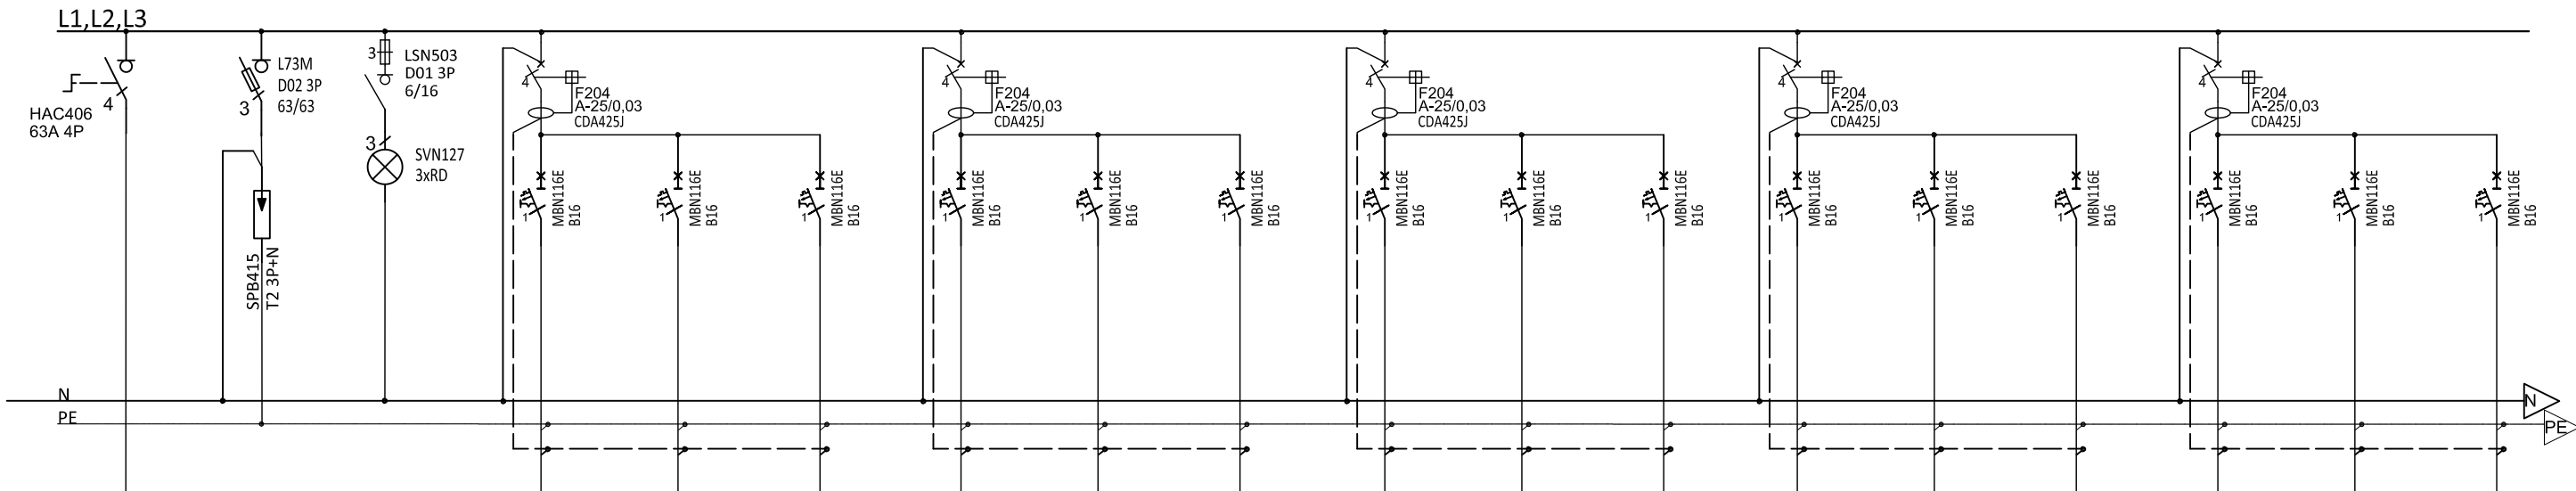 L1,L2,L3
HAC406
63A 4P
4
L73M
D02 3P
63/63
3
SPB415
T2 3P+N
3
LSN503
D01 3P
6/16
3
SVN127
3xRD
4
F204
A-25/0,03
CDA425J
1
MBN116E
B16
1
MBN116E
B16
1
MBN116E
B16
4
F204
A-25/0,03
CDA425J
1
MBN116E
B16
1
MBN116E
B16
1
MBN116E
B16
4
F204
A-25/0,03
CDA425J
1
MBN116E
B16
1
MBN116E
B16
1
MBN116E
B16
4
F204
A-25/0,03
CDA425J
1
MBN116E
B16
1
MBN116E
B16
1
MBN116E
B16
4
F204
A-25/0,03
CDA425J
1
MBN116E
B16
1
MBN116E
B16
1
MBN116E
B16
N
PE
N
PE